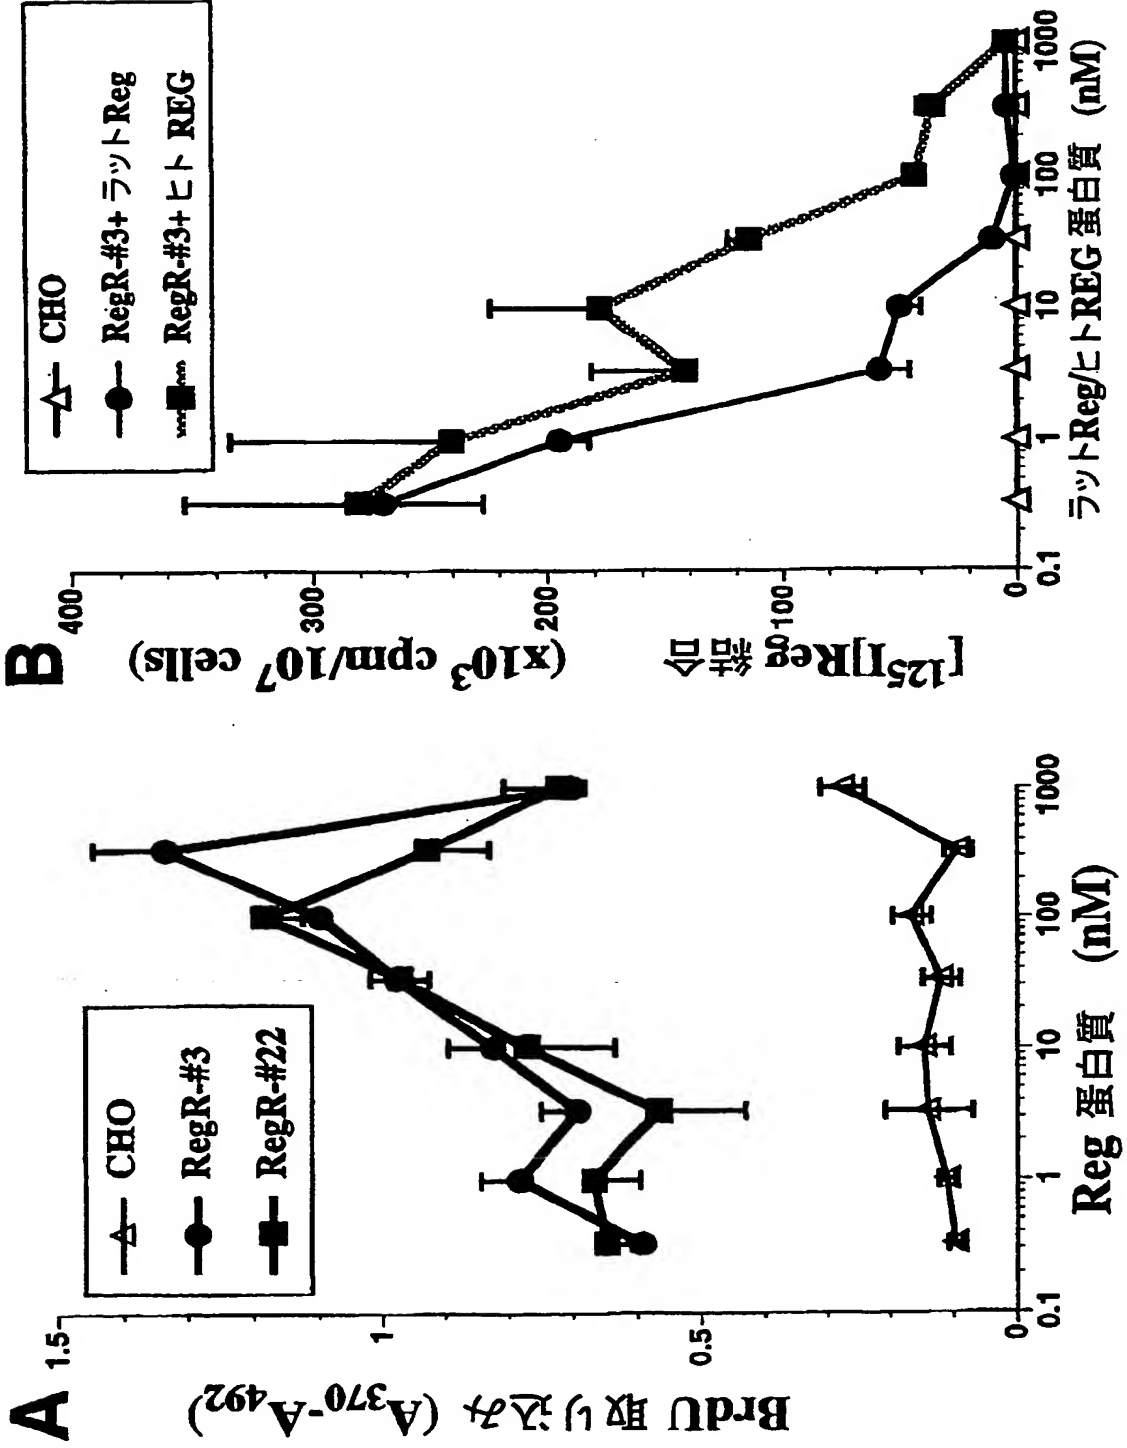 A
BrdU 取り込み (A370-A492)
1.5
1
0.5
0
CHO
RegR-#3
RegR-#22
0.1
1
10
100
1000
Reg 蛋白質 (nM)
B
[125I]Reg 結合
(x10³ cpm/10⁷ cells)
400
300
200
100
0
CHO
RegR-#3+ラットReg
RegR-#3+ヒト REG
0.1
1
10
100
1000
ラットReg/ヒトREG 蛋白質 (nM)